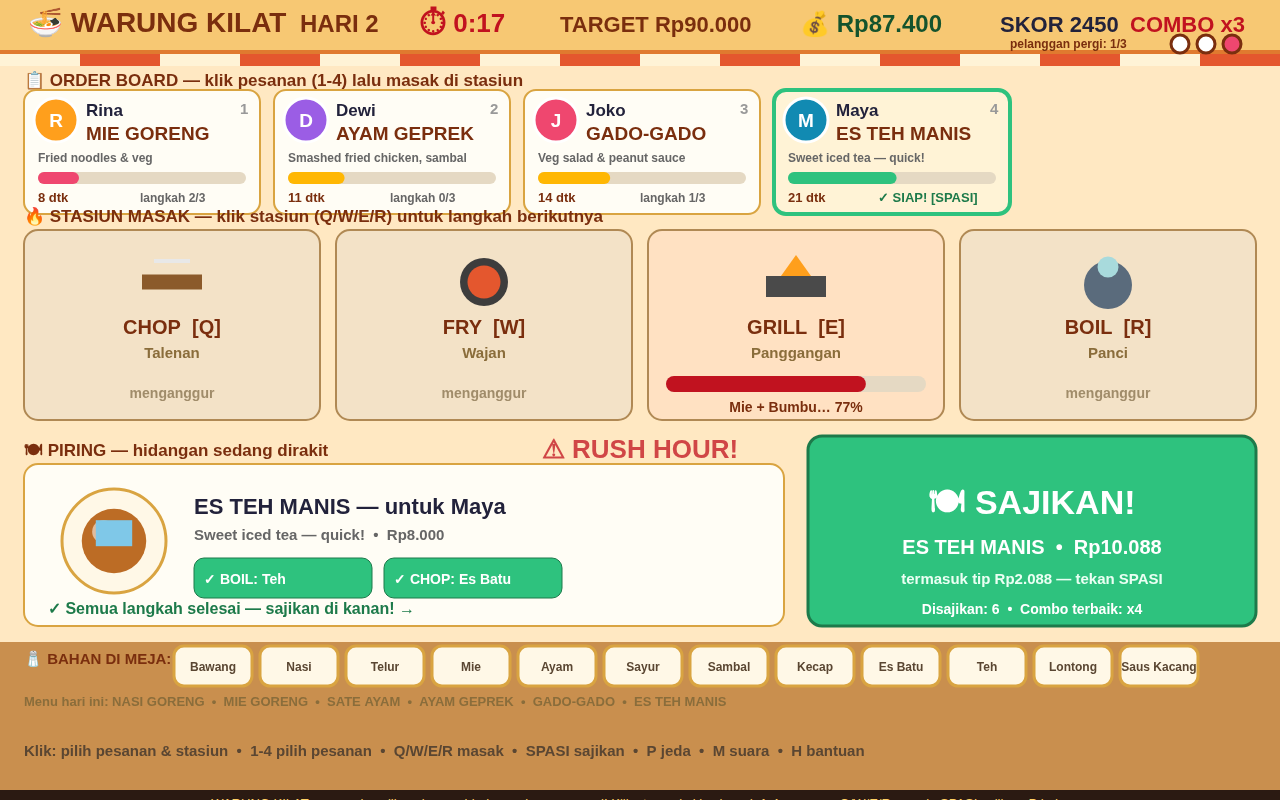 WARUNG KILAT HARI 2 0:17 TARGET Rp90.000 Rp87.400 SKOR 2450 COMBO x3
pelanggan pergi: 1/3
ORDER BOARD — klik pesanan (1-4) lalu masak di stasiun
R Rina 1
MIE GORENG
Fried noodles & veg
8 dtk langkah 2/3
D Dewi 2
AYAM GEPREK
Smashed fried chicken, sambal
11 dtk langkah 0/3
J Joko 3
GADO-GADO
Veg salad & peanut sauce
14 dtk langkah 1/3
M Maya 4
ES TEH MANIS
Sweet iced tea — quick!
21 dtk ✓ SIAP! [SPASI]
STASIUN MASAK — klik stasiun (Q/W/E/R) untuk langkah berikutnya
CHOP [Q]
Talenan
menganggur
FRY [W]
Wajan
menganggur
GRILL [E]
Panggangan
Mie + Bumbu… 77%
BOIL [R]
Panci
menganggur
PIRING — hidangan sedang dirakit
⚠ RUSH HOUR!
ES TEH MANIS — untuk Maya
Sweet iced tea — quick! • Rp8.000
✓ BOIL: Teh ✓ CHOP: Es Batu
✓ Semua langkah selesai — sajikan di kanan! →
SAJIKAN!
ES TEH MANIS • Rp10.088
termasuk tip Rp2.088 — tekan SPASI
Disajikan: 6 • Combo terbaik: x4
BAHAN DI MEJA: Bawang Nasi Telur Mie Ayam Sayur Sambal Kecap Es Batu Teh Lontong Saus Kacang
Menu hari ini: NASI GORENG • MIE GORENG • SATE AYAM • AYAM GEPREK • GADO-GADO • ES TEH MANIS
Klik: pilih pesanan & stasiun • 1-4 pilih pesanan • Q/W/E/R masak • SPASI sajikan • P jeda • M suara • H bantuan